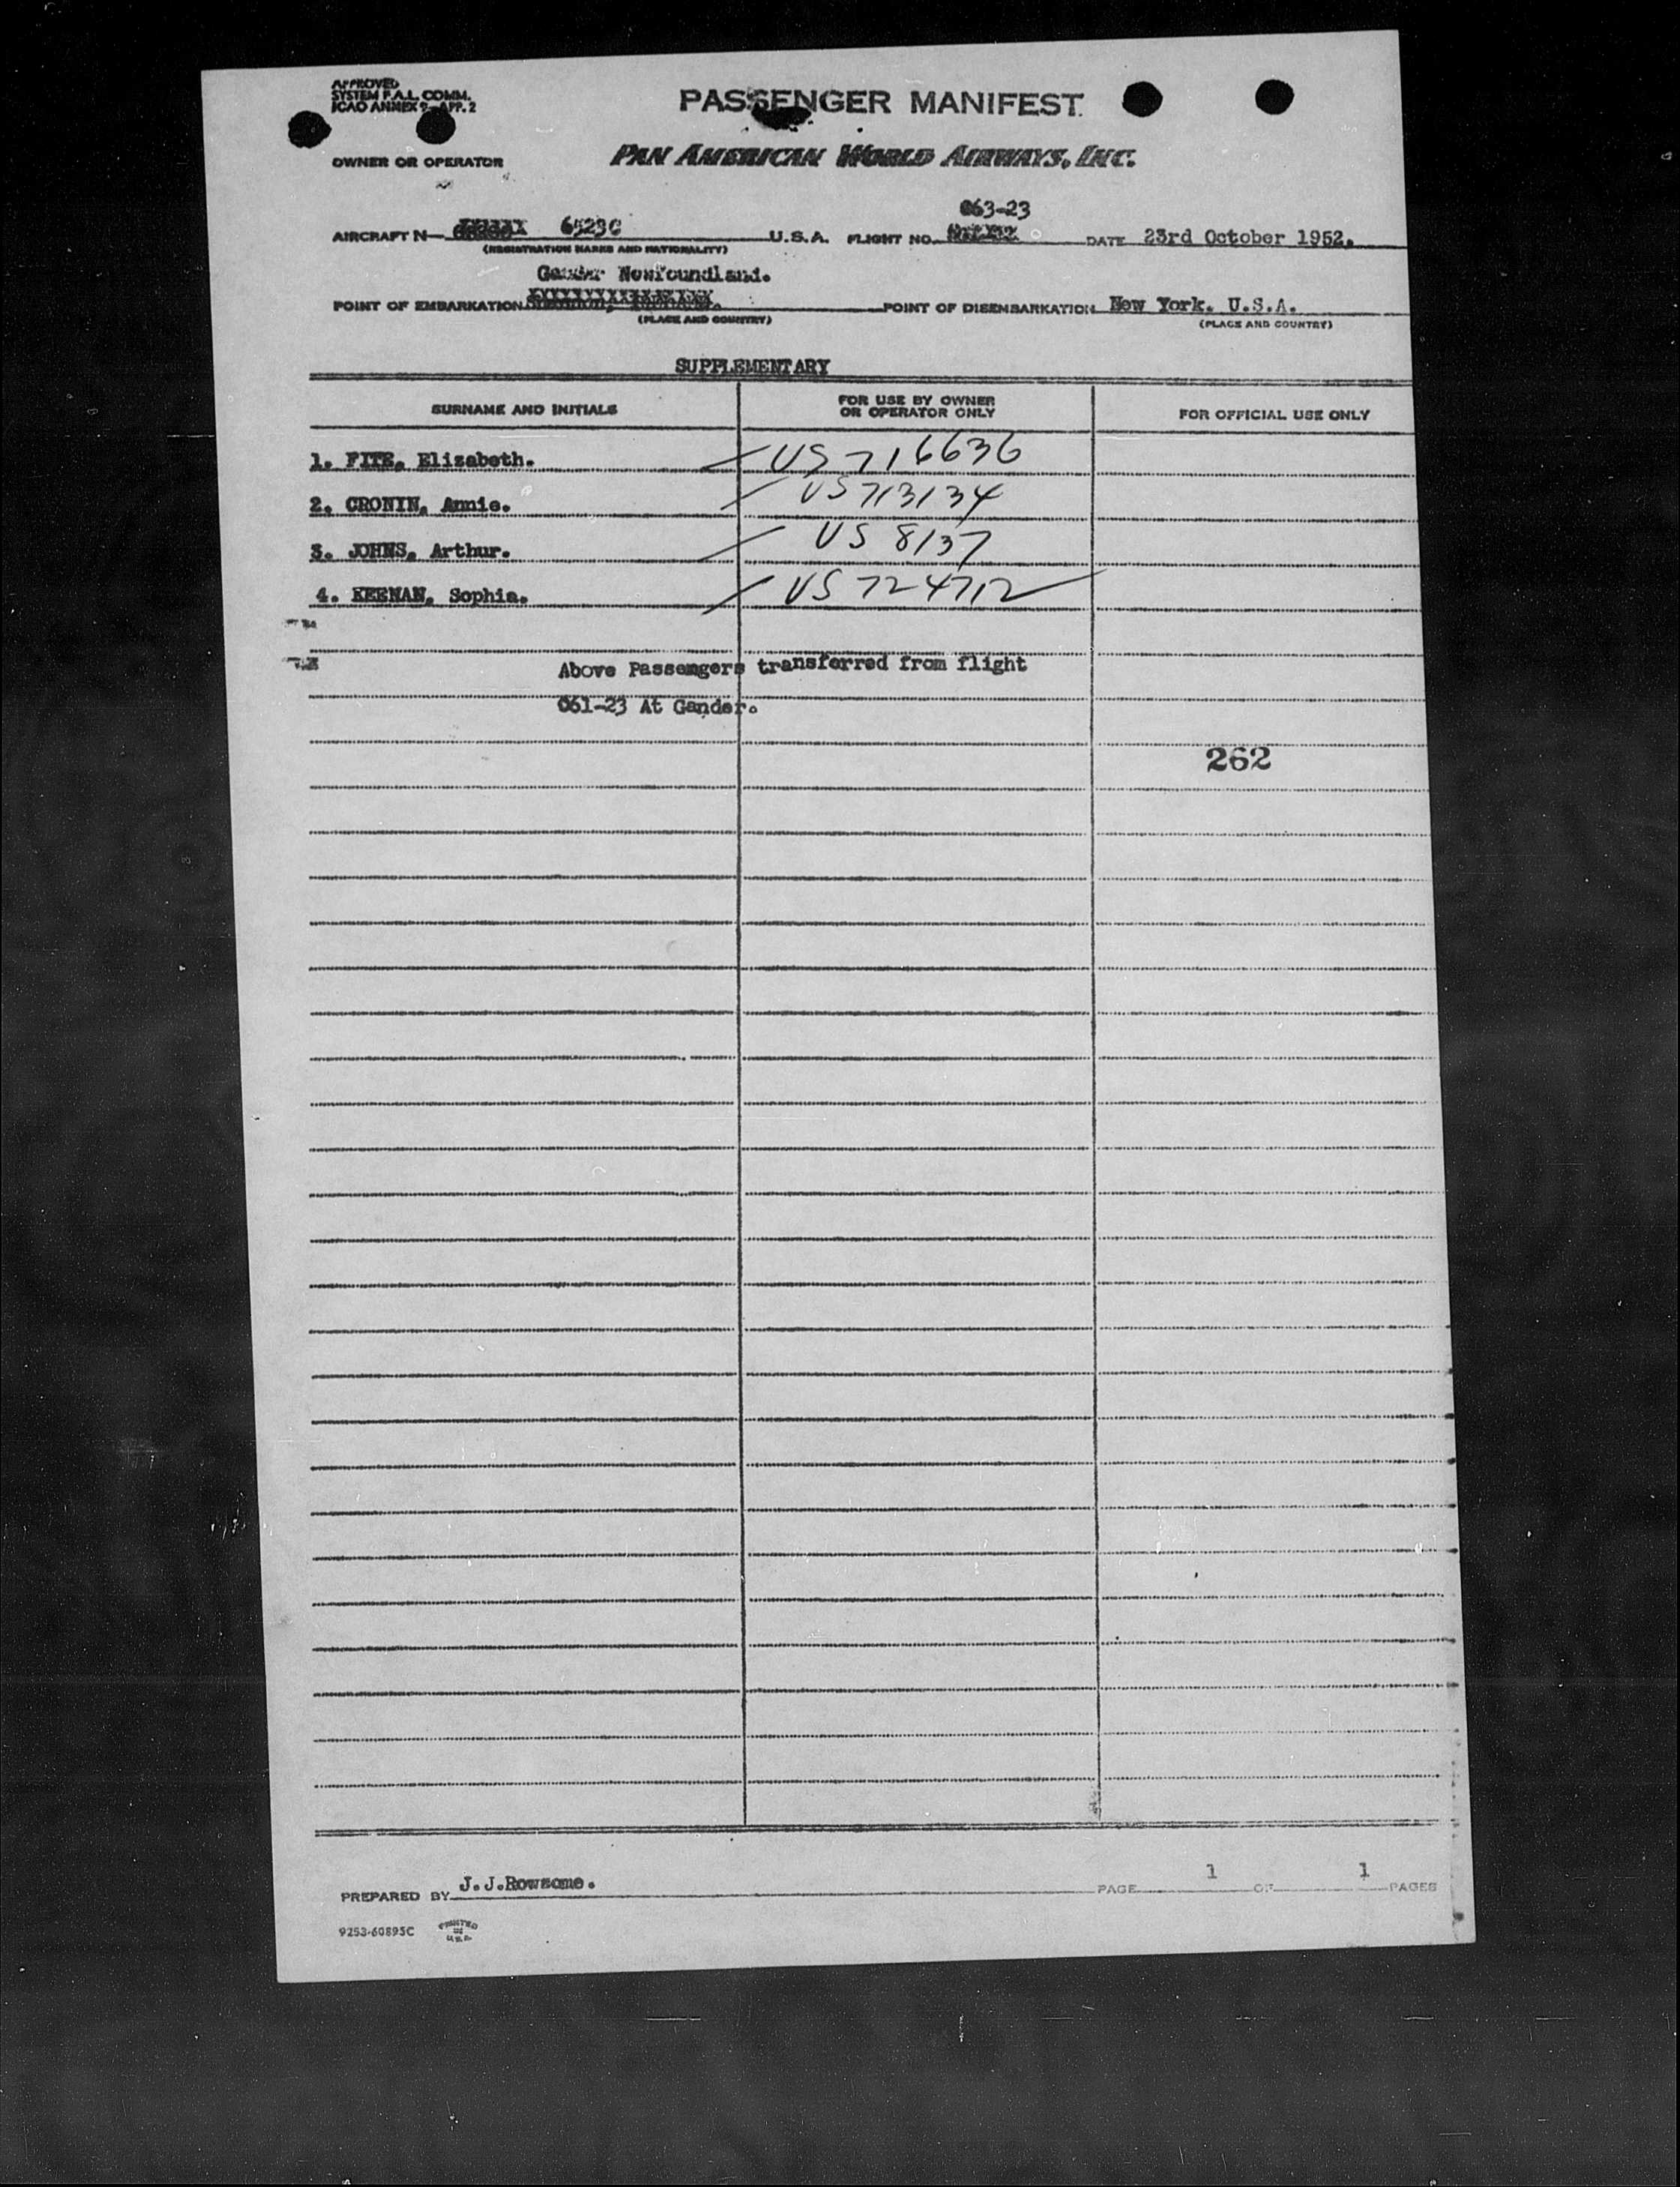 APPROVED
SYSTEM F.A.L. COMM.
ICAO ANNEX 9-APP. 2
PASSENGER MANIFEST
OWNER OR OPERATOR
PAN AMERICAN WORLD AIRWAYS, INC.
063-23
AIRCRAFT N— 6523C U.S.A. FLIGHT NO. DATE 23rd October 1952.
(REGISTRATION MARKS AND NATIONALITY)
Gander Newfoundland.
POINT OF EMBARKATION POINT OF DISEMBARKATION New York. U.S.A.
(PLACE AND COUNTRY) (PLACE AND COUNTRY)
SUPPLEMENTARY
SURNAME AND INITIALS FOR USE BY OWNER OR OPERATOR ONLY FOR OFFICIAL USE ONLY
1. FITE, Elizabeth. US 716636
2. CRONIN, Annie. US 713134
3. JOHNS, Arthur. US 8137
4. KEENAN, Sophia. US 724712
Above Passengers transferred from flight
061-23 At Gander.
262
PREPARED BY J.J.Rowsome. PAGE 1 OF 1 PAGES
9253-60895C PRINTED IN U.S.A.